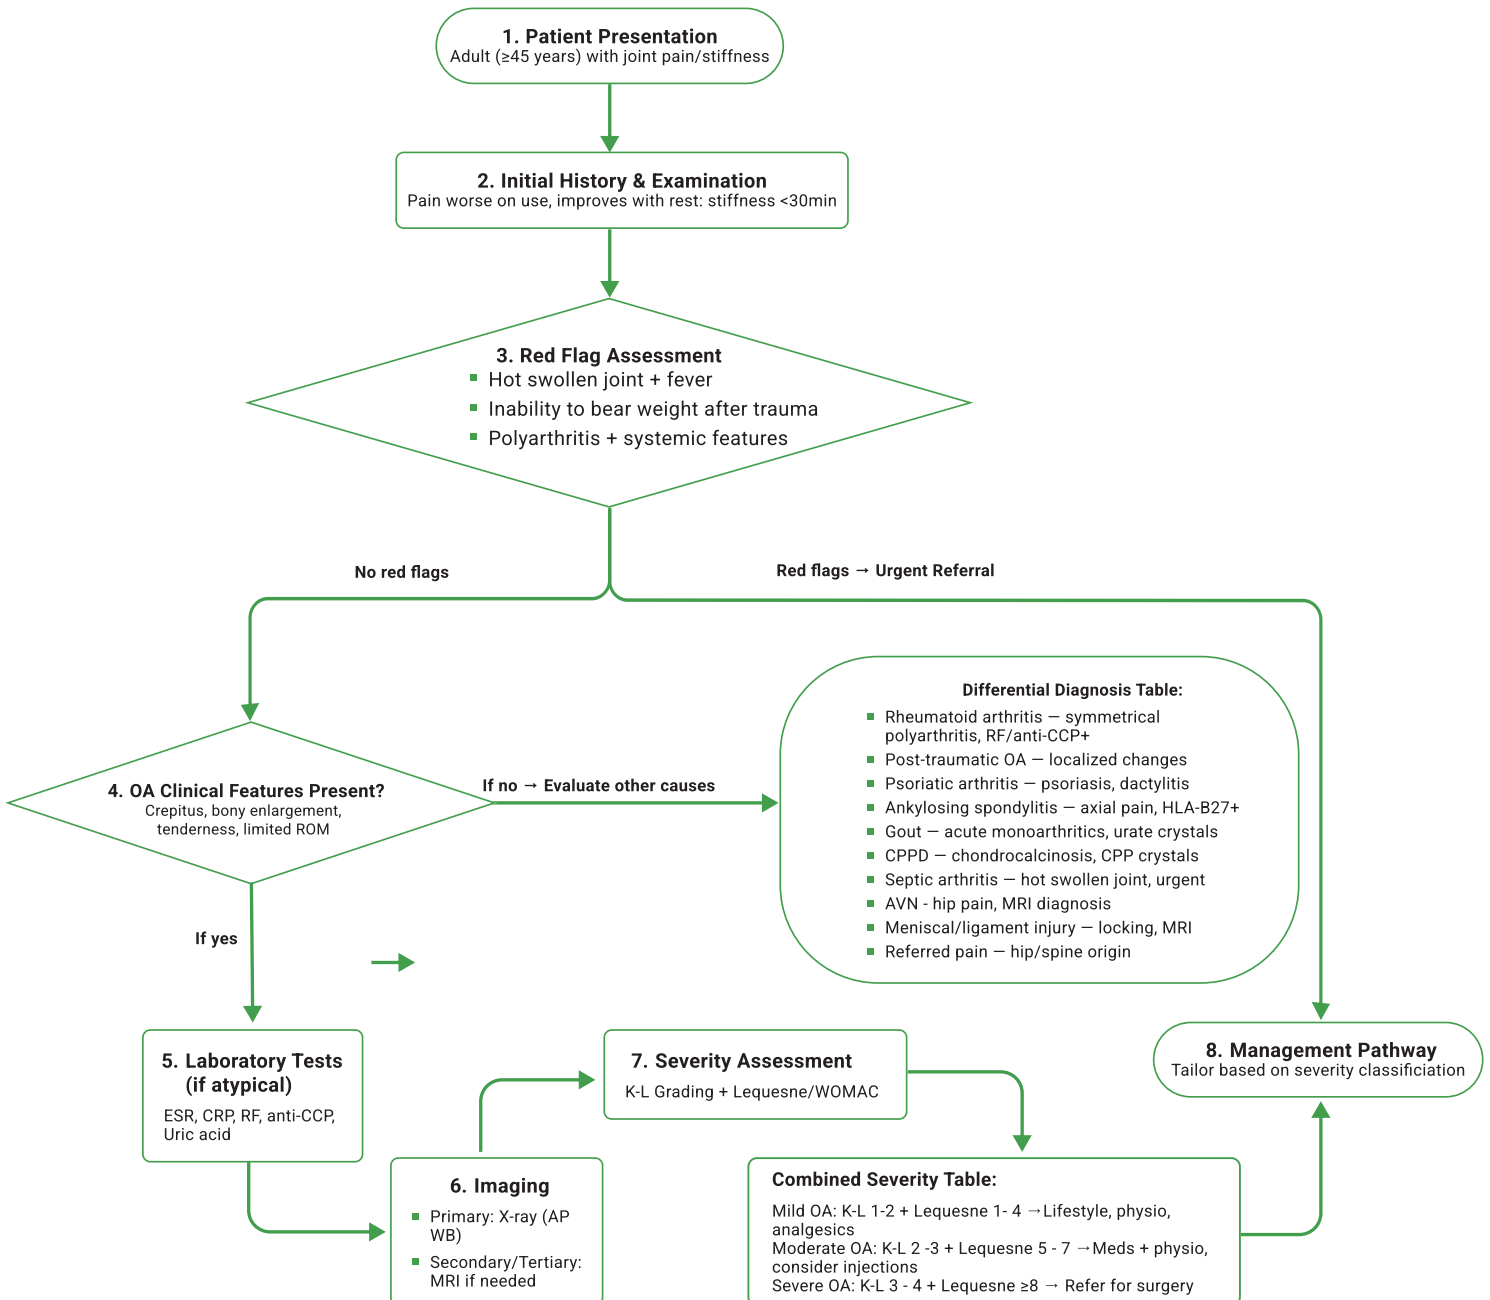 1. Patient Presentation
Adult (≥45 years) with joint pain/stiffness
2. Initial History & Examination
Pain worse on use, improves with rest: stiffness <30min
3. Red Flag Assessment
Hot swollen joint + fever
Inability to bear weight after trauma
Polyarthritis + systemic features
No red flags
Red flags → Urgent Referral
4. OA Clinical Features Present?
Crepitus, bony enlargement,
tenderness, limited ROM
If no → Evaluate other causes
Differential Diagnosis Table:
Rheumatoid arthritis — symmetrical
polyarthritis, RF/anti-CCP+
Post-traumatic OA — localized changes
Psoriatic arthritis — psoriasis, dactylitis
Ankylosing spondylitis — axial pain, HLA-B27+
Gout — acute monoarthritics, urate crystals
CPPD — chondrocalcinosis, CPP crystals
Septic arthritis — hot swollen joint, urgent
AVN - hip pain, MRI diagnosis
Meniscal/ligament injury — locking, MRI
Referred pain — hip/spine origin
If yes
5. Laboratory Tests
(if atypical)
ESR, CRP, RF, anti-CCP,
Uric acid
6. Imaging
Primary: X-ray (AP
WB)
Secondary/Tertiary:
MRI if needed
7. Severity Assessment
K-L Grading + Lequesne/WOMAC
Combined Severity Table:
Mild OA: K-L 1-2 + Lequesne 1- 4 →Lifestyle, physio,
analgesics
Moderate OA: K-L 2 -3 + Lequesne 5 - 7 →Meds + physio,
consider injections
Severe OA: K-L 3 - 4 + Lequesne ≥8 → Refer for surgery
8. Management Pathway
Tailor based on severity classificiation